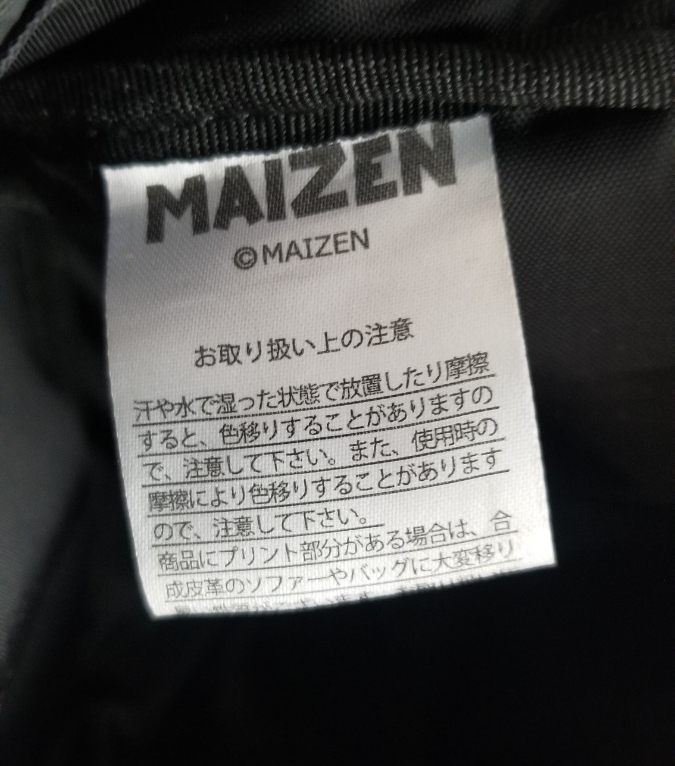 MAIZEN
©MAIZEN
お取り扱い上の注意
汗や水で湿った状態で放置したり摩擦
すると、色移りすることがありますの
で、注意して下さい。また、使用時の
摩擦により色移りすることがあります
ので、注意して下さい。
商品にプリント部分がある場合は、合
成皮革のソファーやバッグに大変移り